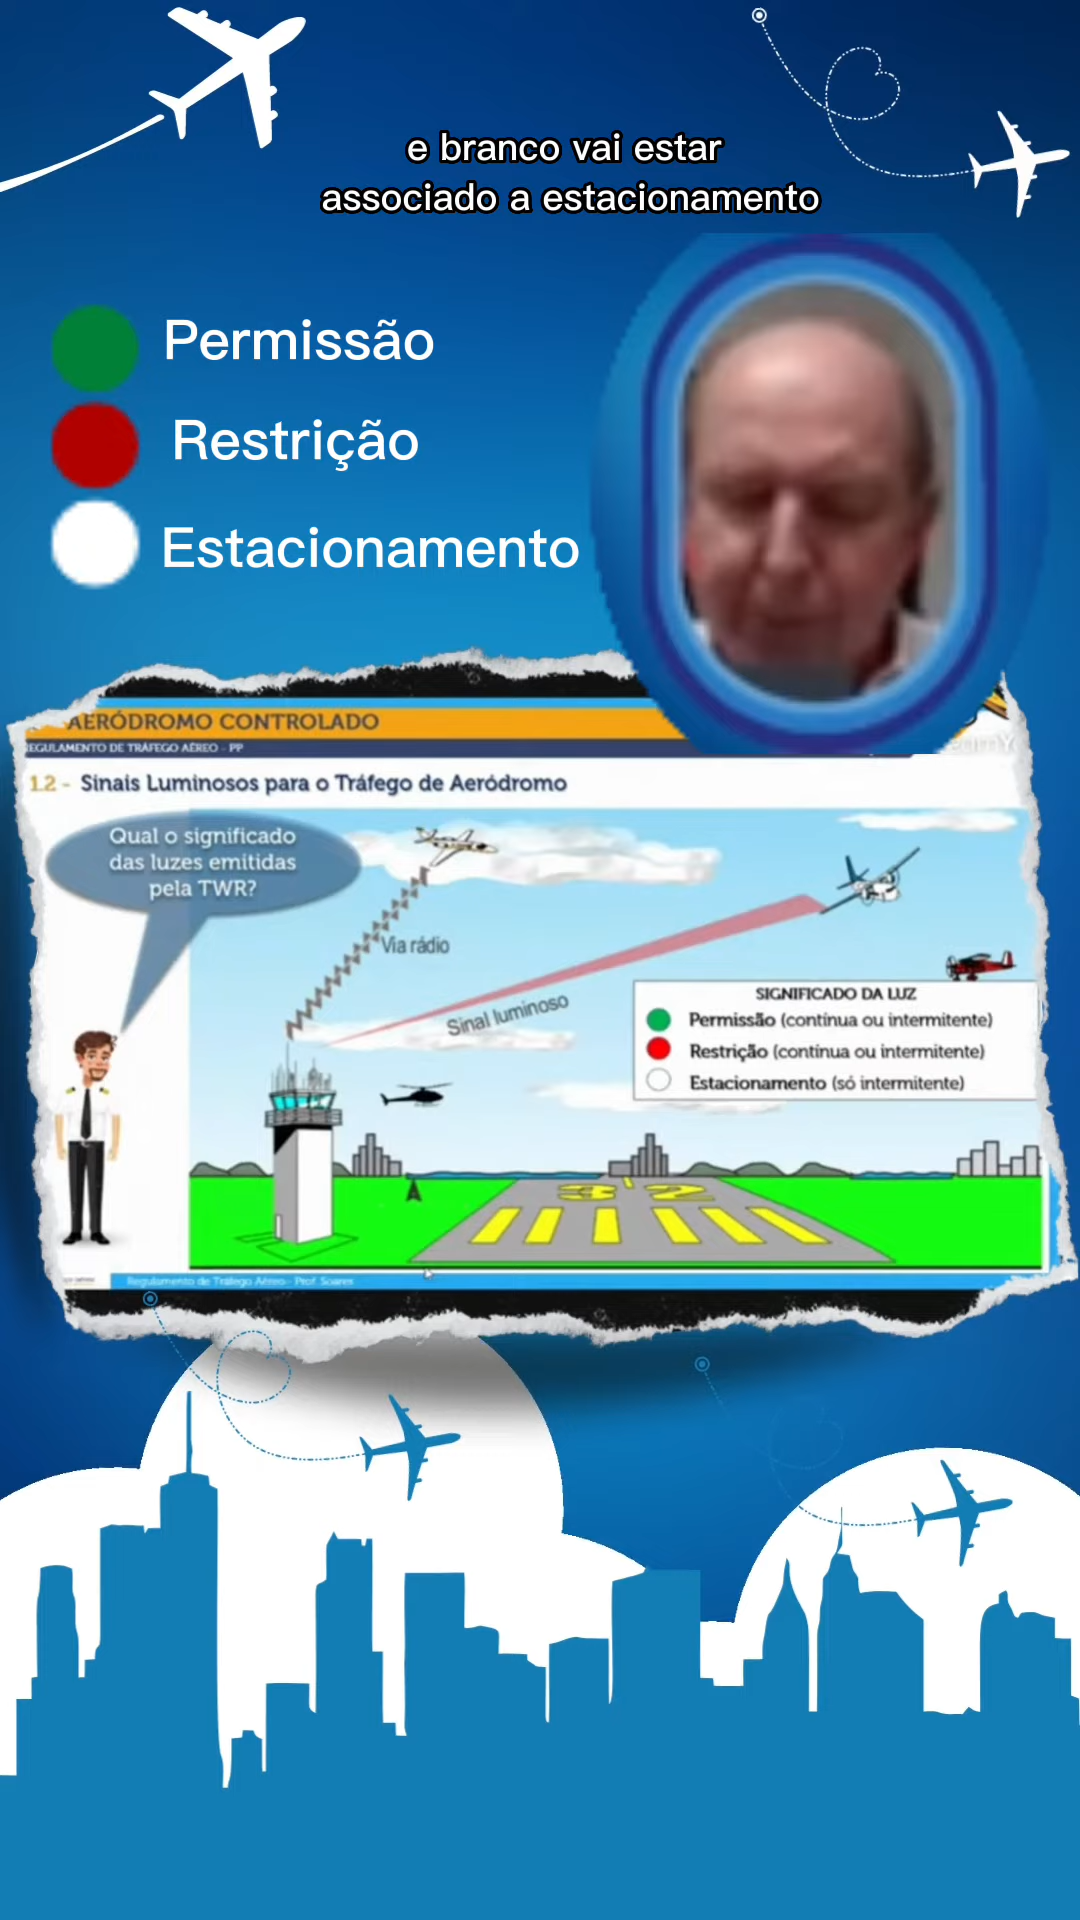 e branco vai estar
associado a estacionamento
Permissão
Restrição
Estacionamento
AERÓDROMO CONTROLADO
REGULAMENTO DE TRÁFEGO AÉREO - PP
1.2 - Sinais Luminosos para o Tráfego de Aeródromo
Qual o significado
das luzes emitidas
pela TWR?
Via rádio
Sinal luminoso
SIGNIFICADO DA LUZ
Permissão (contínua ou intermitente)
Restrição (contínua ou intermitente)
Estacionamento (só intermitente)
32
Regulamento de Tráfego Aéreo - Prof. Soares